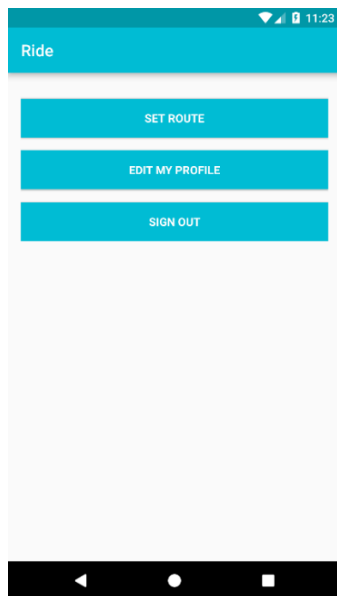 11:23
Ride
SET ROUTE
EDIT MY PROFILE
SIGN OUT